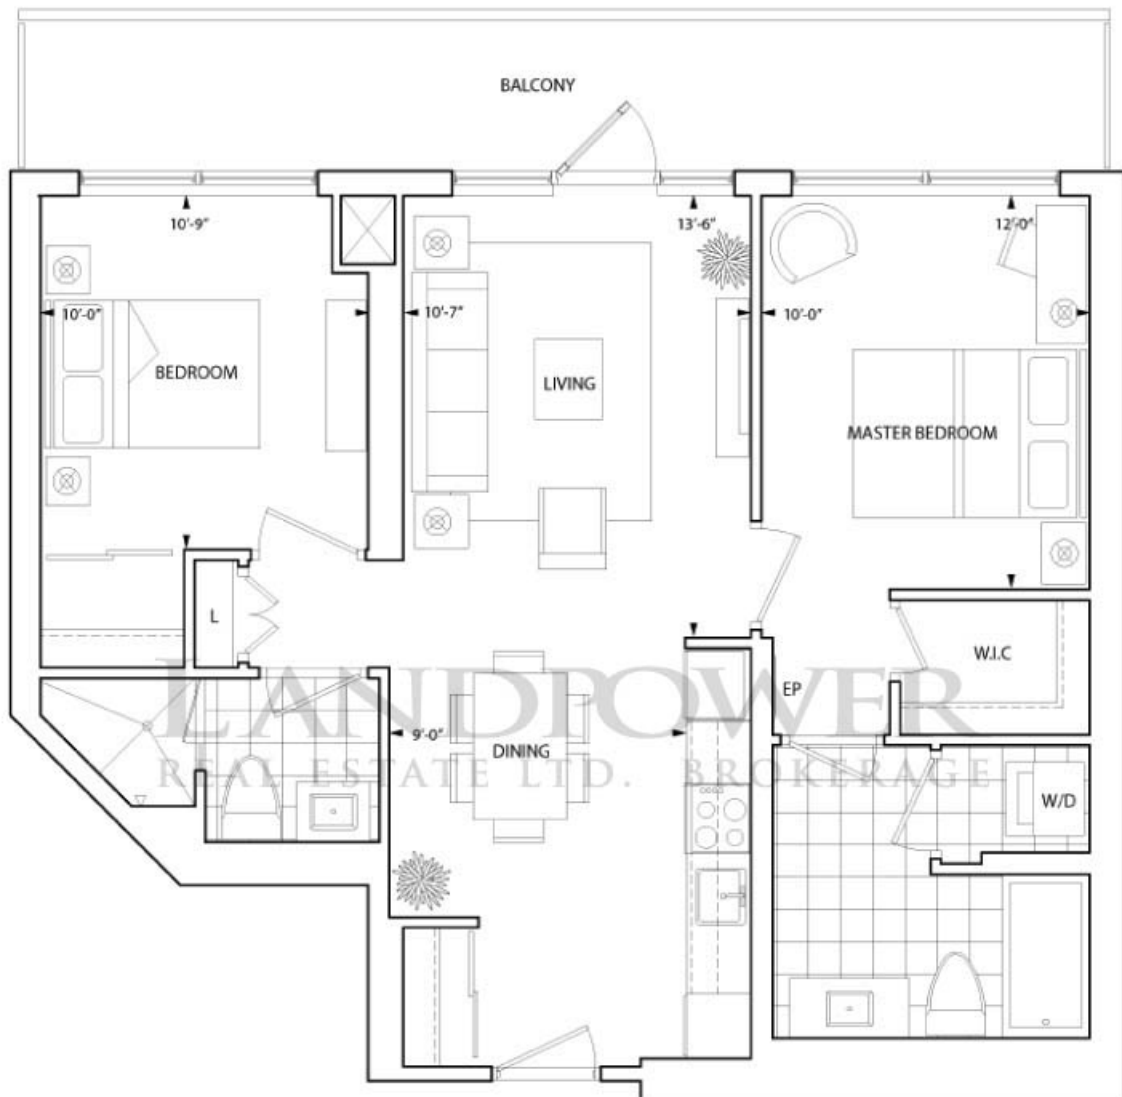 BALCONY
10'-9"
13'-6"
12'-0"
10'-0"
10'-7"
10'-0"
BEDROOM
LIVING
MASTER BEDROOM
L
W.I.C
EP
LANDPOWER
9'-0"
DINING
REAL ESTATE LTD. BROKERAGE
W/D